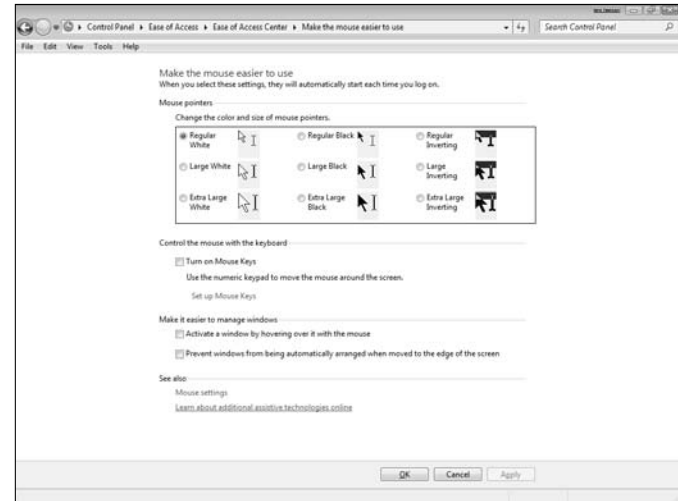 Control Panel ▸ Ease of Access ▸ Ease of Access Center ▸ Make the mouse easier to use
Search Control Panel
File Edit View Tools Help
Make the mouse easier to use
When you select these settings, they will automatically start each time you log on.
Mouse pointers
Change the color and size of mouse pointers.
Regular White
Regular Black
Regular Inverting
Large White
Large Black
Large Inverting
Extra Large White
Extra Large Black
Extra Large Inverting
Control the mouse with the keyboard
Turn on Mouse Keys
Use the numeric keypad to move the mouse around the screen.
Set up Mouse Keys
Make it easier to manage windows
Activate a window by hovering over it with the mouse
Prevent windows from being automatically arranged when moved to the edge of the screen
See also
Mouse settings
Learn about additional assistive technologies online
OK Cancel Apply